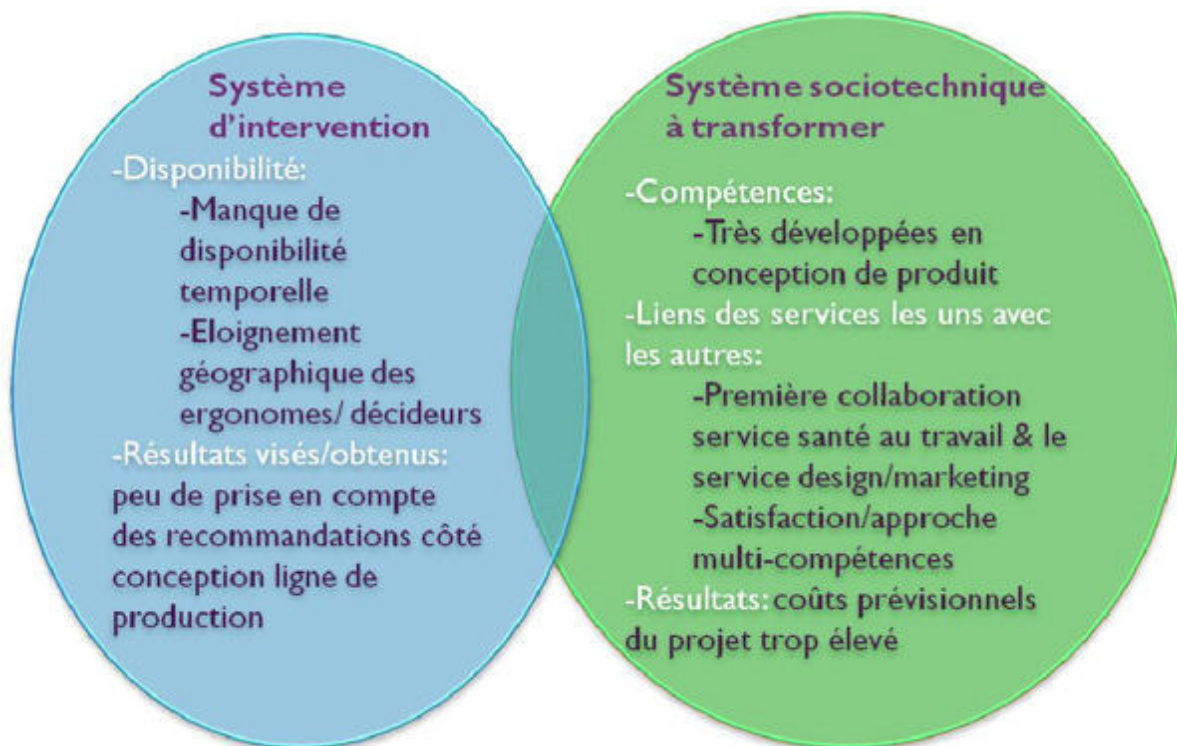 Système
d'intervention
-Disponibilité:
-Manque de
disponibilité
temporelle
-Eloignement
géographique des
ergonomes/ décideurs
-Résultats visés/obtenus:
peu de prise en compte
des recommandations côté
conception ligne de
production
Système sociotechnique
à transformer
-Compétences:
-Très développées en
conception de produit
-Liens des services les uns avec
les autres:
-Première collaboration
service santé au travail & le
service design/marketing
-Satisfaction/approche
multi-compétences
-Résultats: coûts prévisionnels
du projet trop élevé